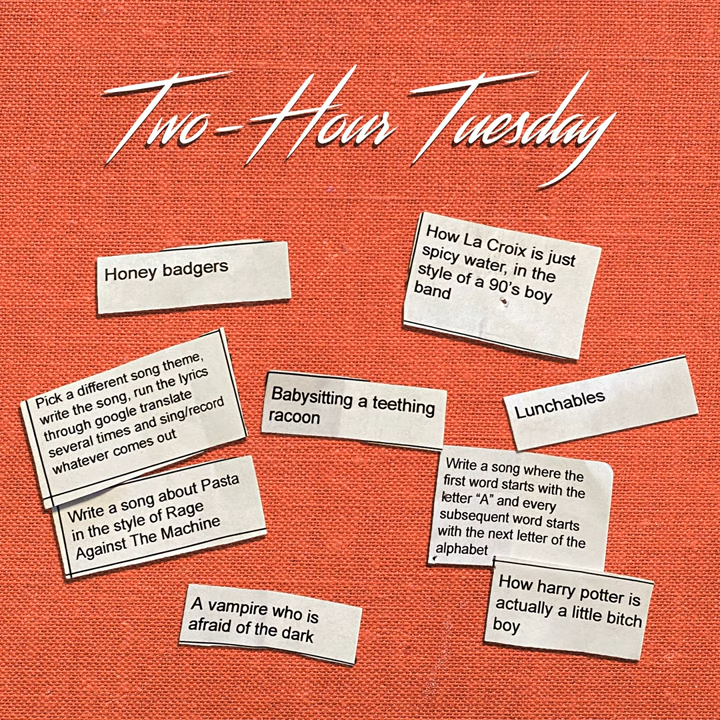 Two-Hour Tuesday
Honey badgers
How La Croix is just
spicy water, in the
style of a 90's boy
band
Pick a different song theme,
write the song, run the lyrics
through google translate
several times and sing/record
whatever comes out
Babysitting a teething
racoon
Lunchables
Write a song about Pasta
in the style of Rage
Against The Machine
Write a song where the
first word starts with the
letter “A” and every
subsequent word starts
with the next letter of the
alphabet
A vampire who is
afraid of the dark
How harry potter is
actually a little bitch
boy